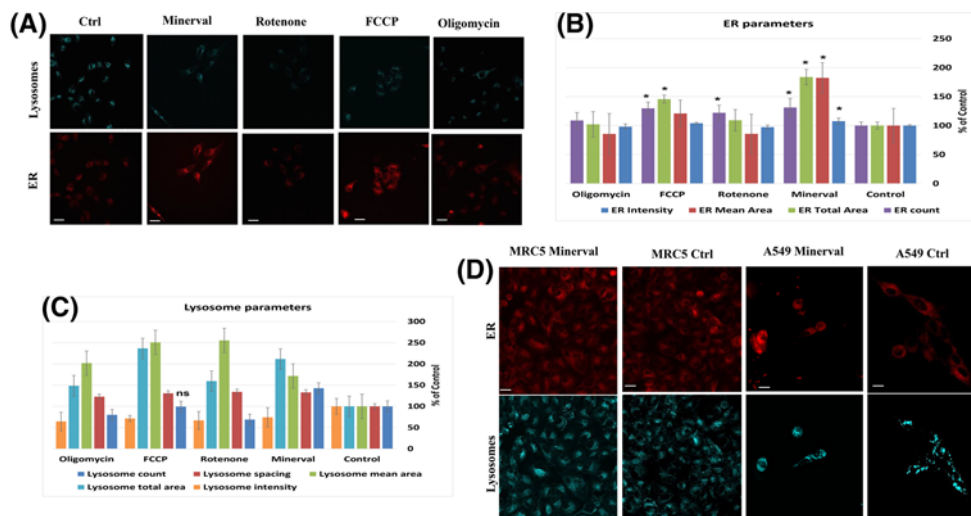 (A)
Ctrl Minerval Rotenone FCCP Oligomycin
Lysosomes
ER
(B)
ER parameters
250
200
150
100
50
0
% of Control
* * * * * * *
Oligomycin FCCP Rotenone Minerval Control
ER Intensity ER Mean Area ER Total Area ER count
(C)
Lysosome parameters
300
250
200
150
100
50
0
% of Control
ns
Oligomycin FCCP Rotenone Minerval Control
Lysosome count Lysosome spacing Lysosome mean area
Lysosome total area Lysosome intensity
(D)
MRC5 Minerval MRC5 Ctrl A549 Minerval A549 Ctrl
ER
Lysosomes